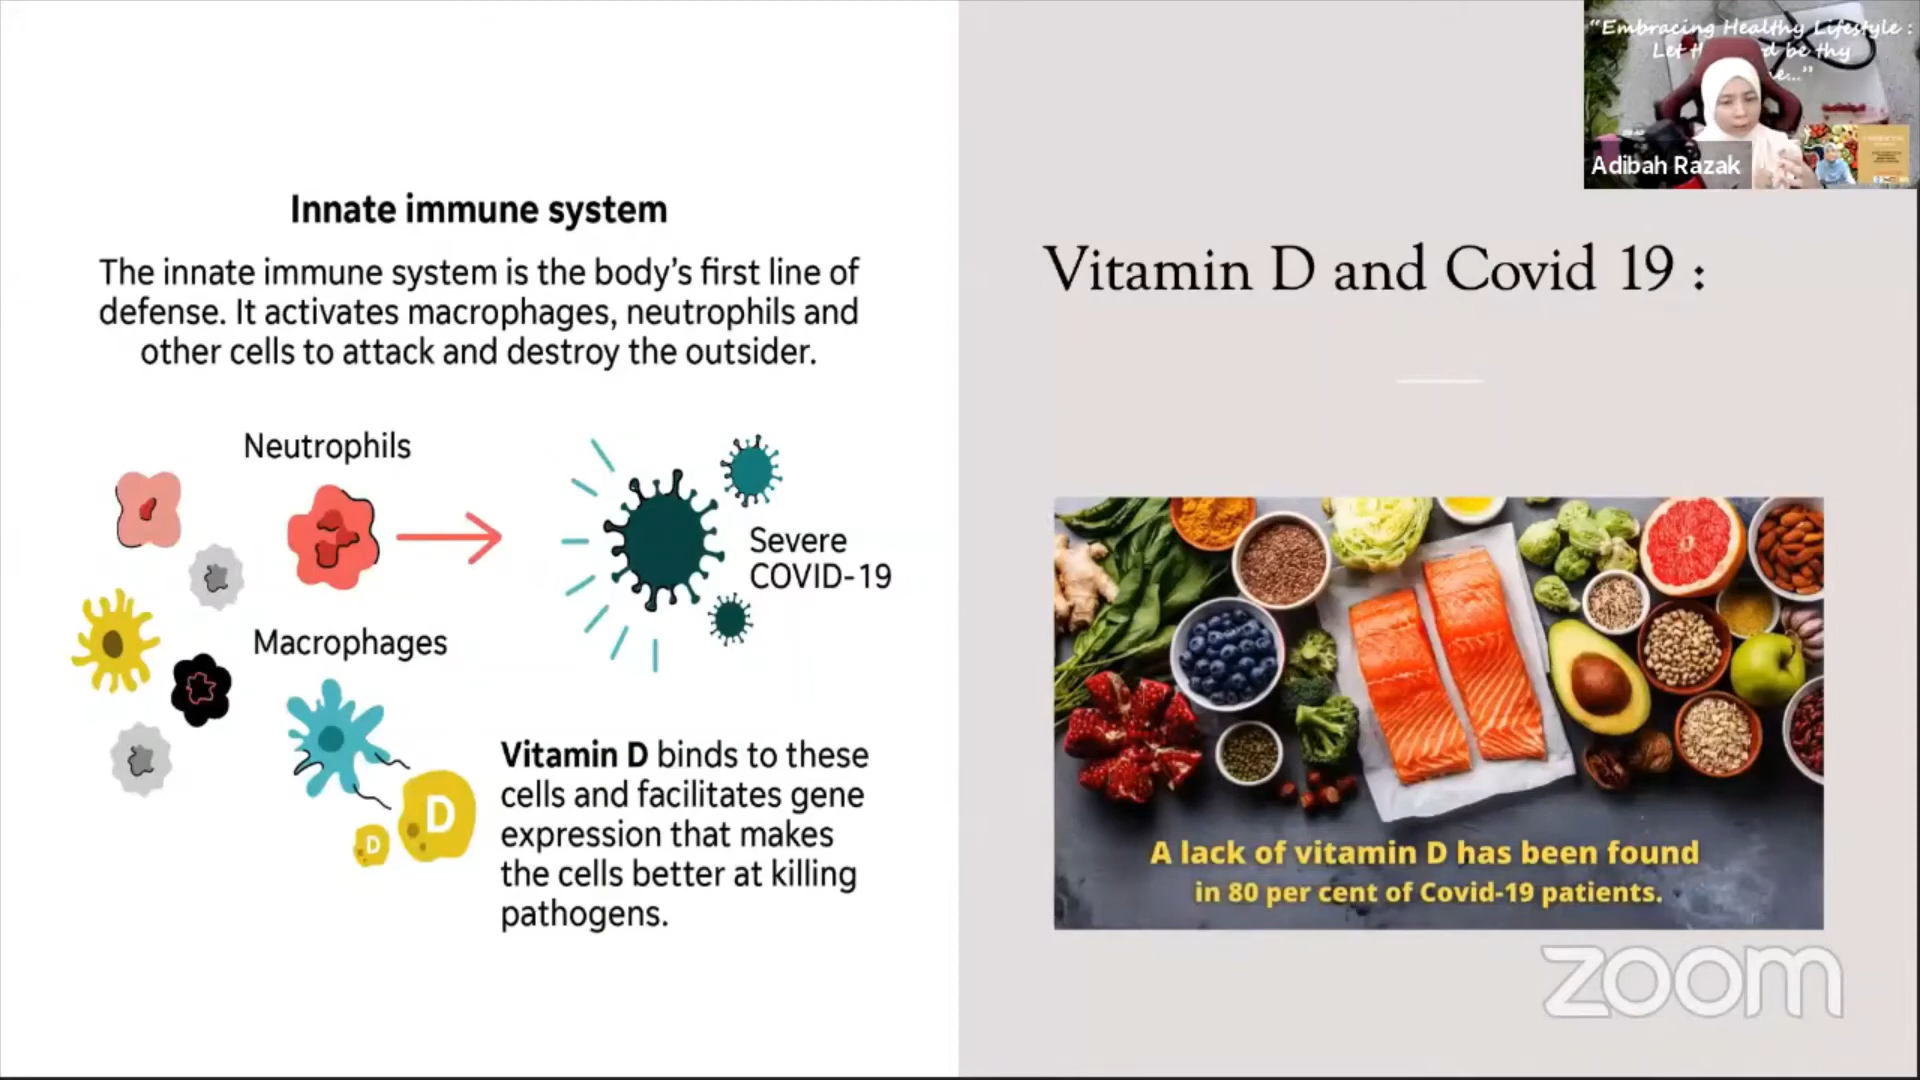 Innate immune system
The innate immune system is the body's first line of
defense. It activates macrophages, neutrophils and
other cells to attack and destroy the outsider.
Neutrophils
Severe
COVID-19
Macrophages
D
D
Vitamin D binds to these
cells and facilitates gene
expression that makes
the cells better at killing
pathogens.
"Embracing Healthy Lifestyle :
Let be thy
Adibah Razak
Vitamin D and Covid 19 :
A lack of vitamin D has been found
in 80 per cent of Covid-19 patients.
zoom